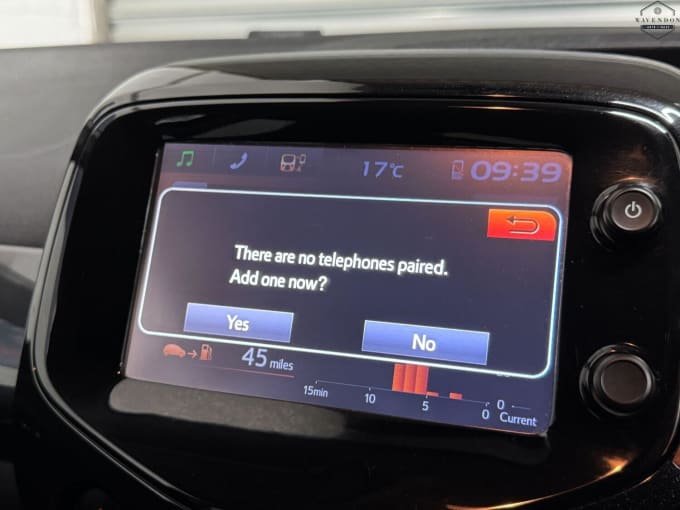 WAVENDON
17°C
09:39
There are no telephones paired.
Add one now?
Yes
No
45 miles
15min
10
5
0
0
Current